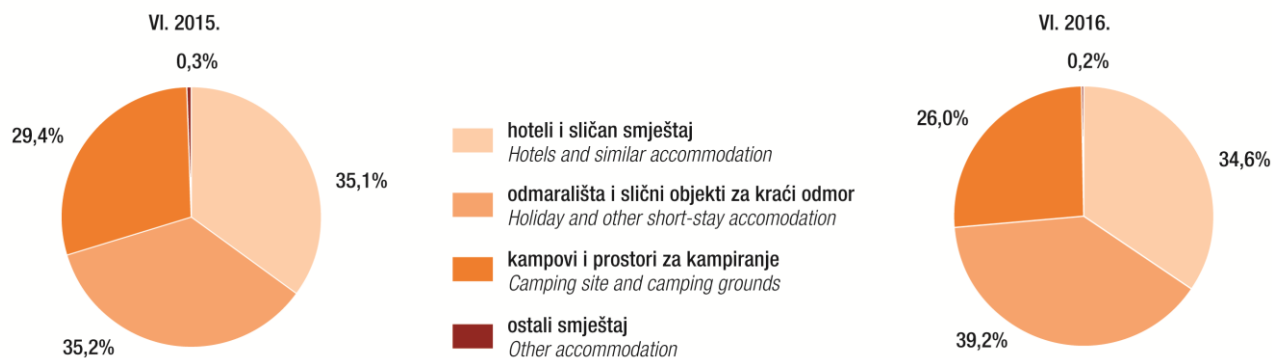 VI. 2015.
0,3%
29,4%
35,1%
35,2%
hoteli i sličan smještaj
Hotels and similar accommodation
odmarališta i slični objekti za kraći odmor
Holiday and other short-stay accomodation
kampovi i prostori za kampiranje
Camping site and camping grounds
ostali smještaj
Other accommodation
VI. 2016.
0,2%
26,0%
34,6%
39,2%